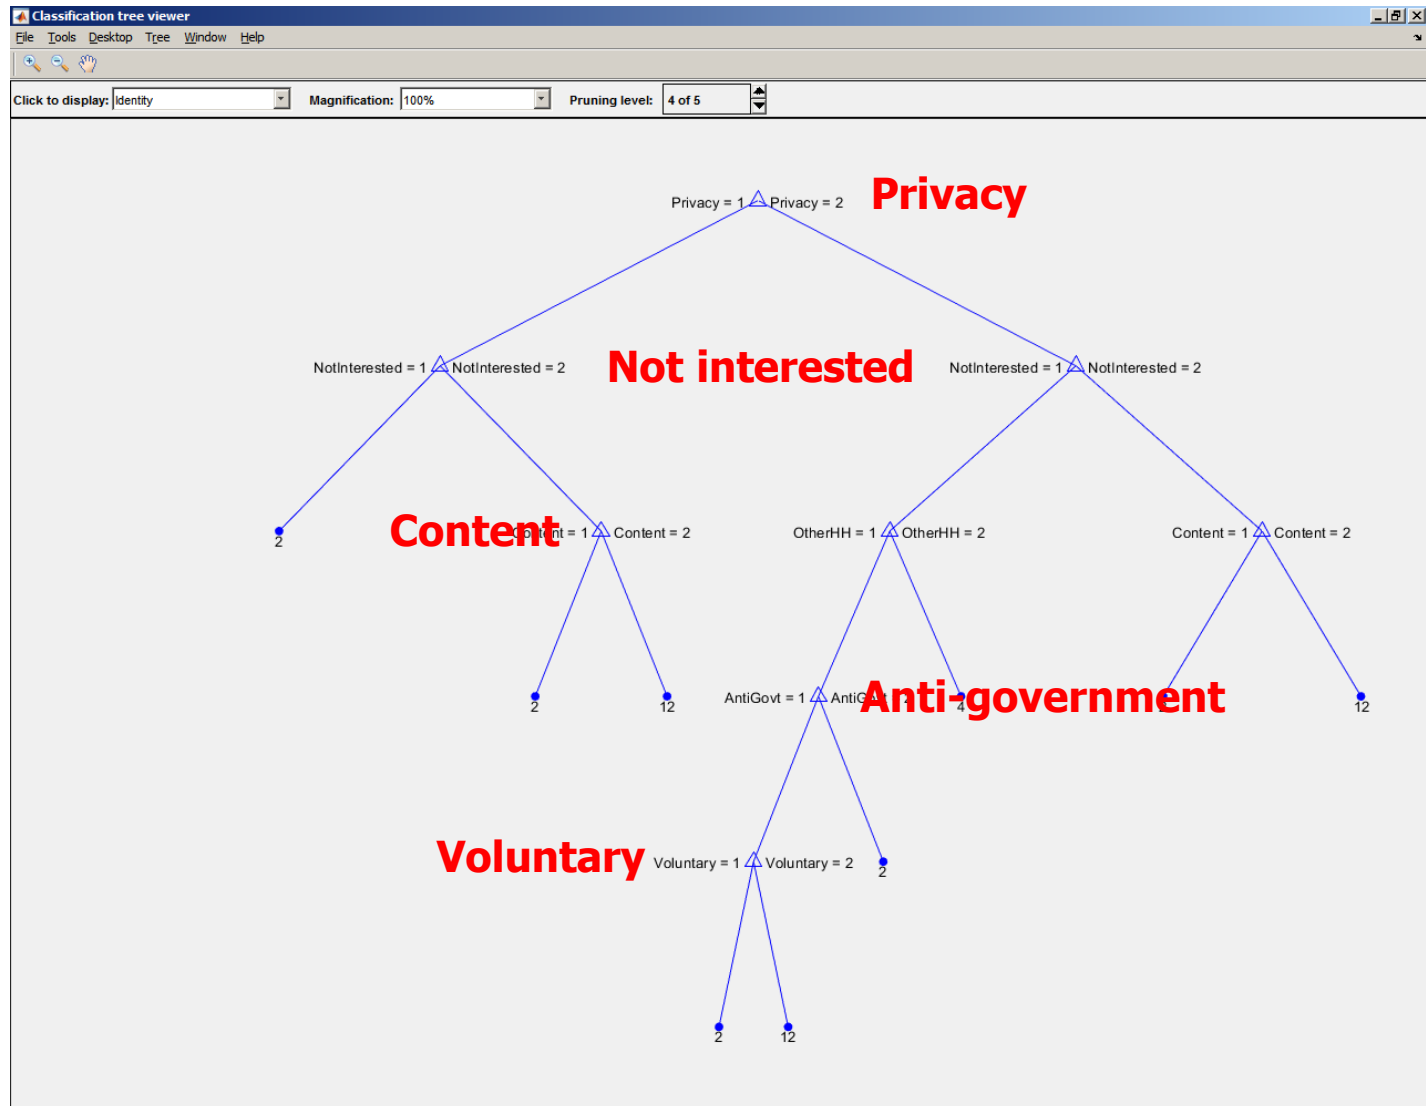 Classification tree viewer
File Tools Desktop Tree Window Help
Click to display: Identity Magnification: 100% Pruning level: 4 of 5
Privacy = 1 Privacy = 2 Privacy
NotInterested = 1 NotInterested = 2 Not interested NotInterested = 1 NotInterested = 2
2 Content Content = 1 Content = 2 OtherHH = 1 OtherHH = 2 Content = 1 Content = 2
2 12 AntiGovt = 1 Anti-government 4 12
Voluntary Voluntary = 1 Voluntary = 2 2
2 12